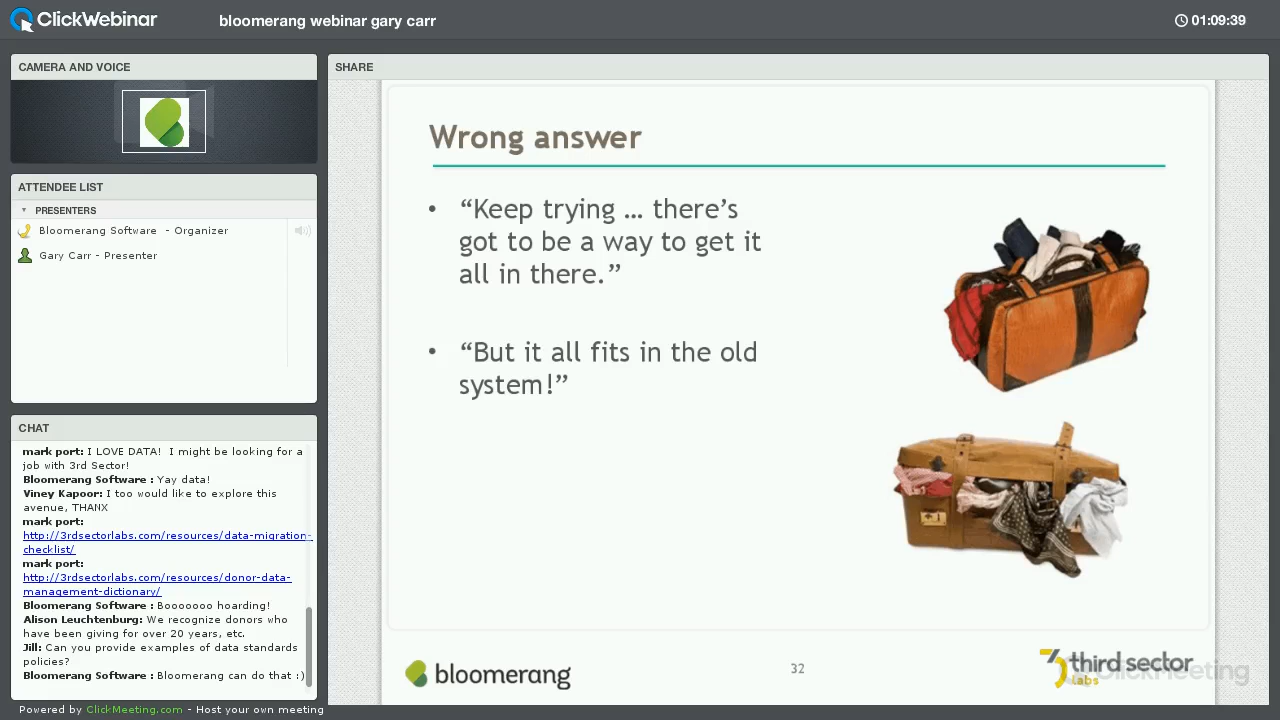 ClickWebinar
bloomerang webinar gary carr
01:09:39
CAMERA AND VOICE
ATTENDEE LIST
PRESENTERS
Bloomerang Software - Organizer
Gary Carr - Presenter
CHAT
mark port: I LOVE DATA! I might be looking for a
job with 3rd Sector!
Bloomerang Software : Yay data!
Viney Kapoor: I too would like to explore this
avenue, THANX
mark port:
http://3rdsectorlabs.com/resources/data-migration-
checklist/
mark port:
http://3rdsectorlabs.com/resources/donor-data-
management-dictionary/
Bloomerang Software : Booooooo hoarding!
Alison Leuchtenburg: We recognize donors who
have been giving for over 20 years, etc.
Jill: Can you provide examples of data standards
policies?
Bloomerang Software : Bloomerang can do that :)
Powered by ClickMeeting.com - Host your own meeting
SHARE
Wrong answer
• “Keep trying … there’s
got to be a way to get it
all in there.”
• “But it all fits in the old
system!”
bloomerang
32
3 third sector
labs
ClickMeeting